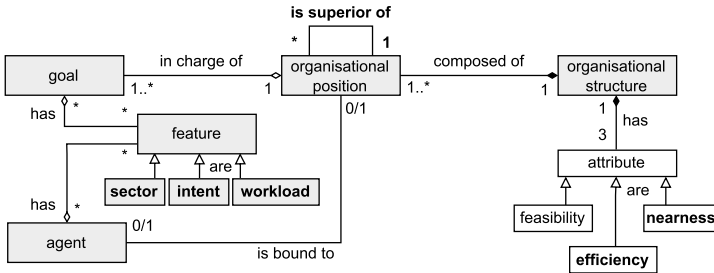 is superior of
* 1
in charge of
composed of
goal
organisational
position
organisational
structure
1..* 1
1..* 1
0/1
has * *
feature
1
has
3
*
are
attribute
sector intent workload
are
has *
feasibility
nearness
0/1
agent
is bound to
efficiency